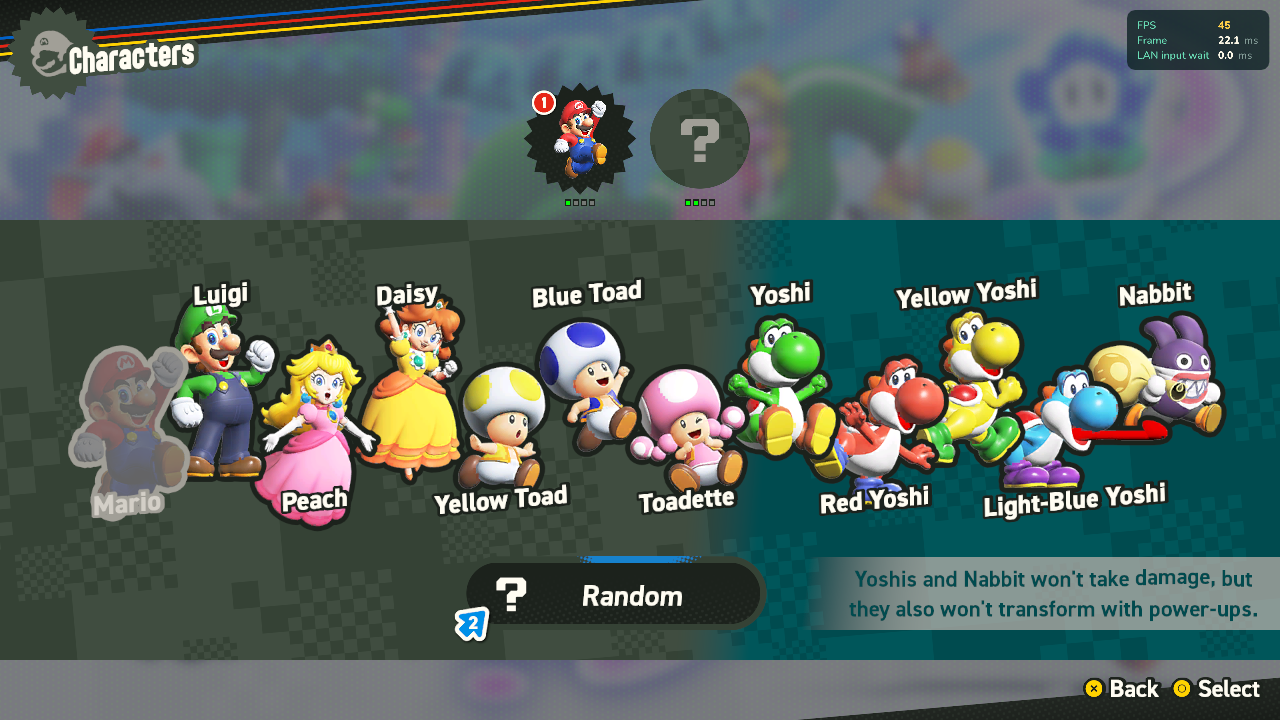 Characters
FPS 45
Frame 22.1 ms
LAN input wait 0.0 ms
1
?
Luigi
Daisy
Blue Toad
Yoshi
Yellow Yoshi
Nabbit
Mario
Peach
Yellow Toad
Toadette
Red Yoshi
Light-Blue Yoshi
? Random
2
Yoshis and Nabbit won't take damage, but
they also won't transform with power-ups.
Back Select